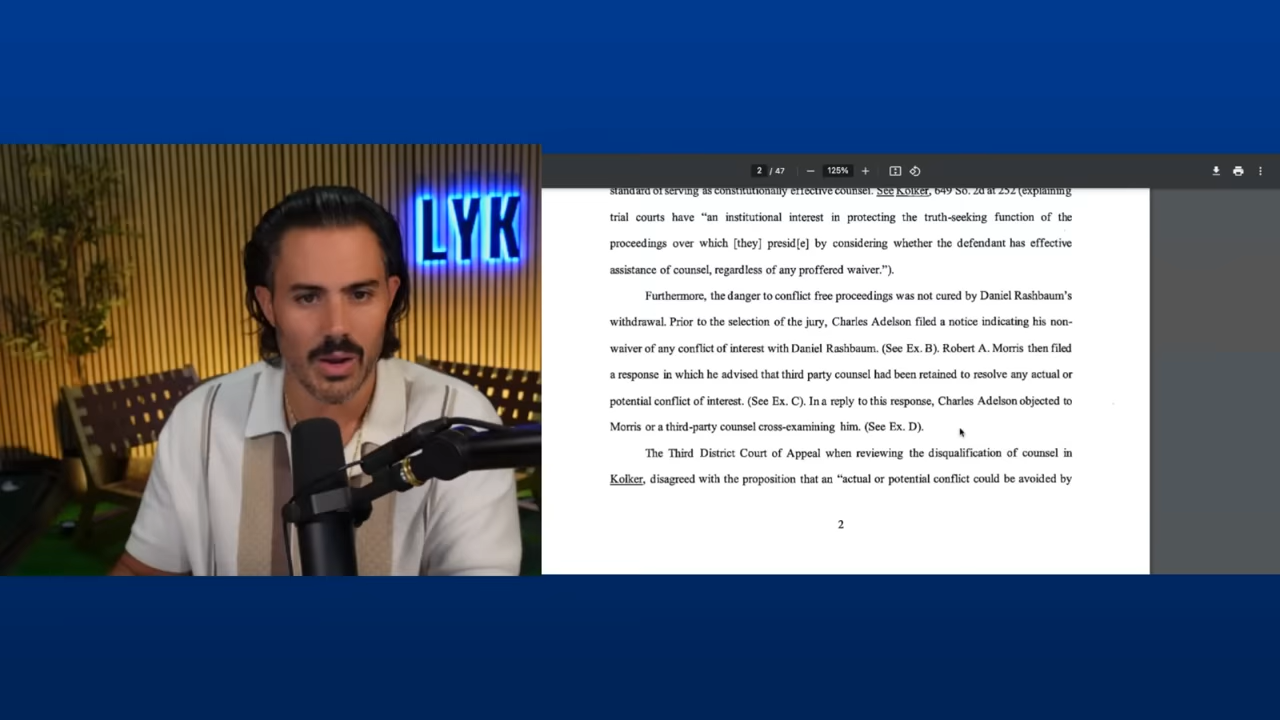 LYK
2 / 47
125%
standard of serving as constitutionally effective counsel. See Kolker, 649 So. 2d at 252 (explaining
trial courts have “an institutional interest in protecting the truth-seeking function of the
proceedings over which [they] presid[e] by considering whether the defendant has effective
assistance of counsel, regardless of any proffered waiver.”).
Furthermore, the danger to conflict free proceedings was not cured by Daniel Rashbaum’s
withdrawal. Prior to the selection of the jury, Charles Adelson filed a notice indicating his non-
waiver of any conflict of interest with Daniel Rashbaum. (See Ex. B). Robert A. Morris then filed
a response in which he advised that third party counsel had been retained to resolve any actual or
potential conflict of interest. (See Ex. C). In a reply to this response, Charles Adelson objected to
Morris or a third-party counsel cross-examining him. (See Ex. D).
The Third District Court of Appeal when reviewing the disqualification of counsel in
Kolker, disagreed with the proposition that an “actual or potential conflict could be avoided by
2